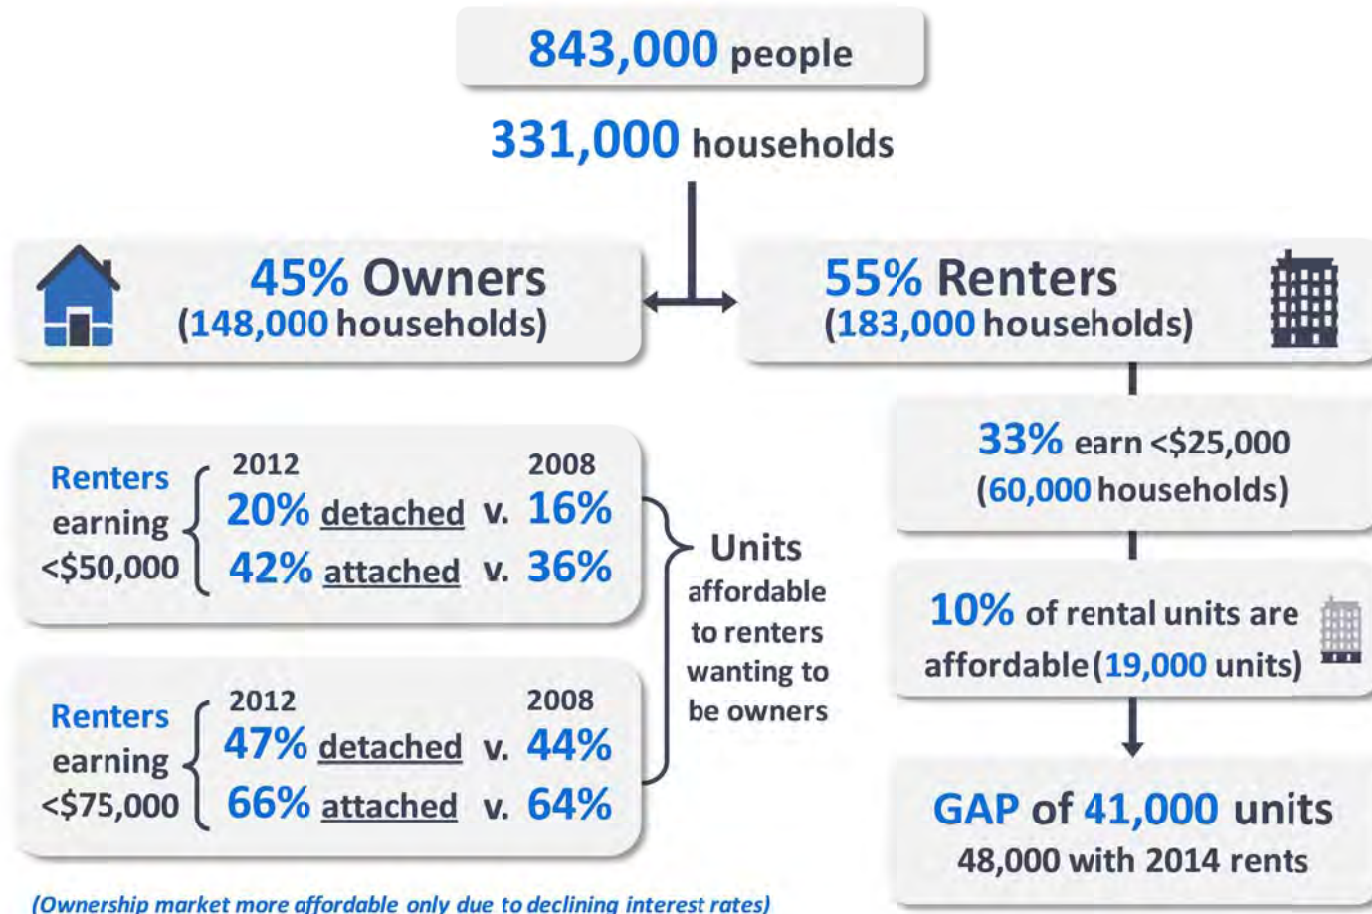 843,000 people
331,000 households
45% Owners
(148,000 households)
55% Renters
(183,000 households)
Renters
earning
<$50,000
2012 2008
20% detached v. 16%
42% attached v. 36%
Renters
earning
<$75,000
2012 2008
47% detached v. 44%
66% attached v. 64%
Units
affordable
to renters
wanting to
be owners
(Ownership market more affordable only due to declining interest rates)
33% earn <$25,000
(60,000 households)
10% of rental units are
affordable (19,000 units)
GAP of 41,000 units
48,000 with 2014 rents